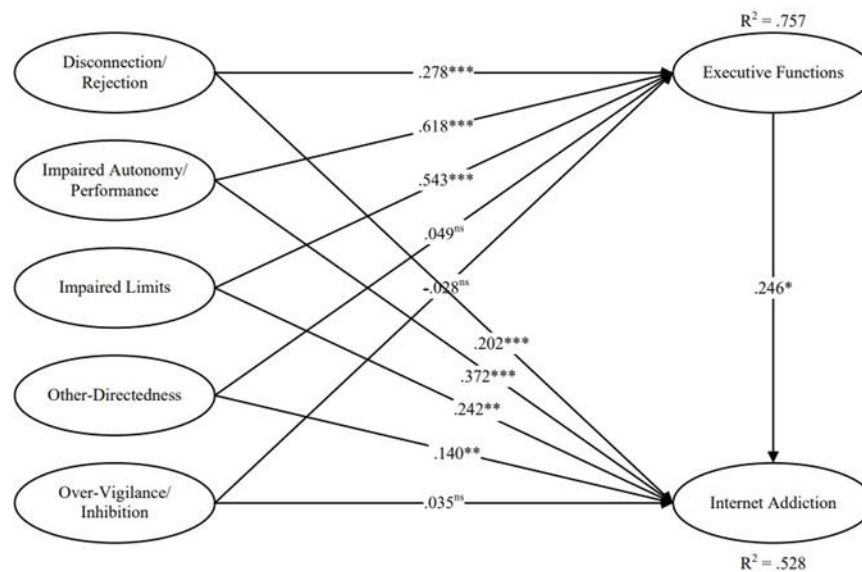 R² = .757
Disconnection/
Rejection
.278***
Executive Functions
.618***
Impaired Autonomy/
Performance
.543***
.049ns
Impaired Limits
-.028ns
.246*
.202***
.372***
Other-Directedness
.242**
.140**
Over-Vigilance/
Inhibition
.035ns
Internet Addiction
R² = .528